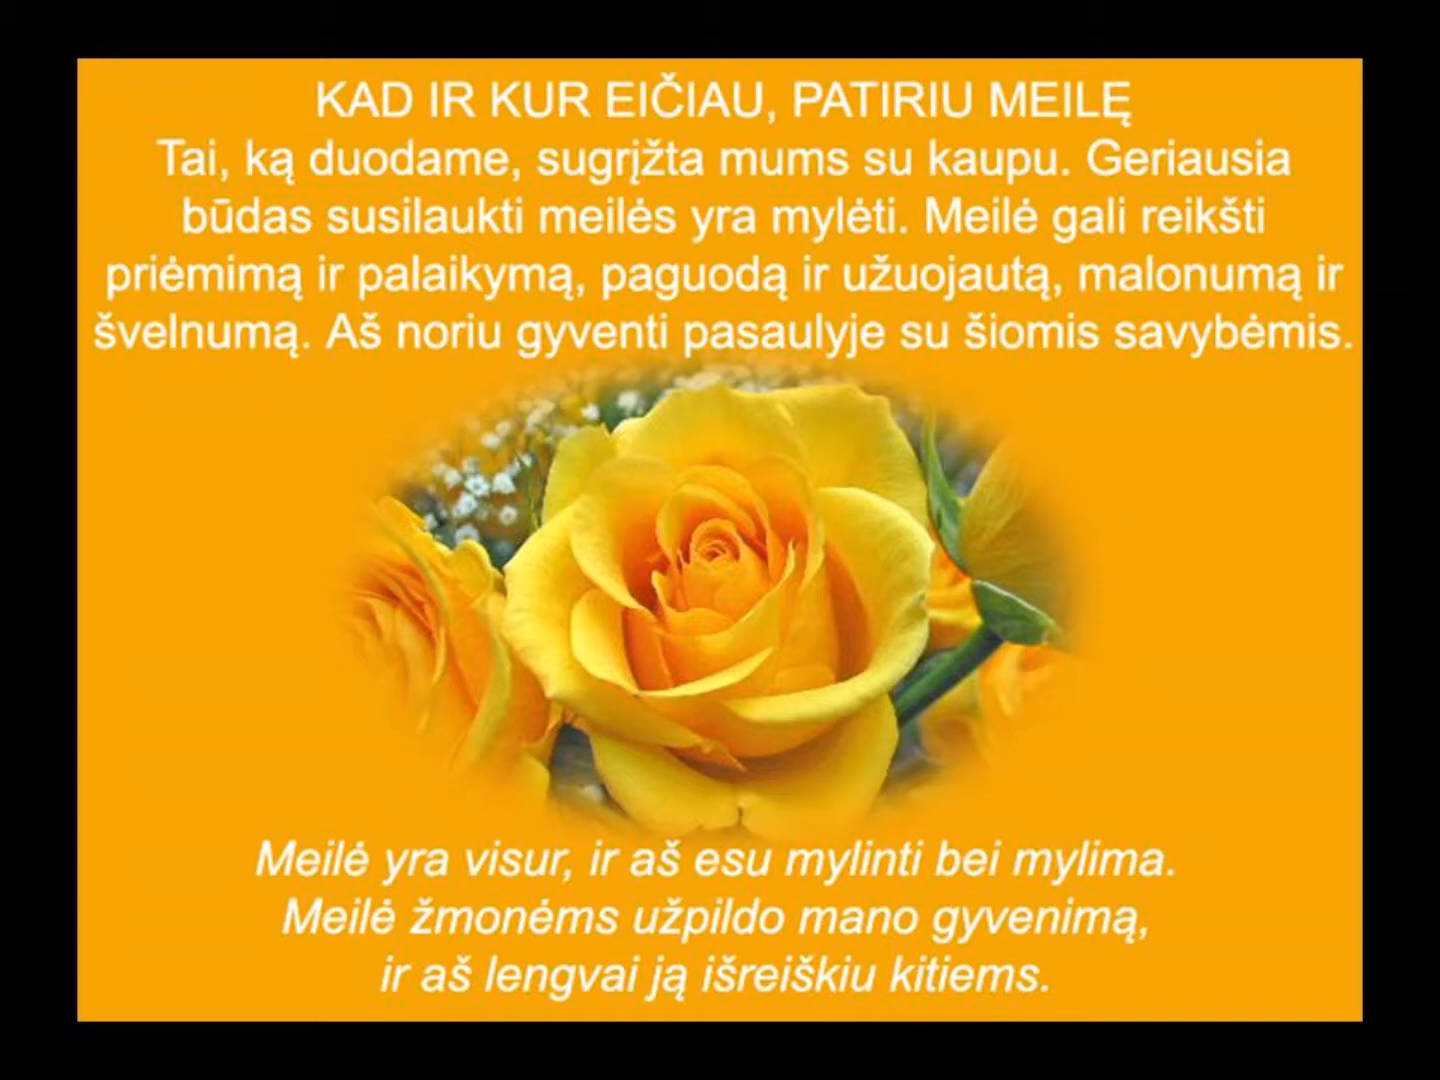 KAD IR KUR EIČIAU, PATIRIU MEILĘ
Tai, ką duodame, sugrįžta mums su kaupu. Geriausia
būdas susilaukti meilės yra mylėti. Meilė gali reikšti
priėmimą ir palaikymą, paguodą ir užuojautą, malonumą ir
švelnumą. Aš noriu gyventi pasaulyje su šiomis savybėmis.
Meilė yra visur, ir aš esu mylinti bei mylima.
Meilė žmonėms užpildo mano gyvenimą,
ir aš lengvai ją išreiškiu kitiems.